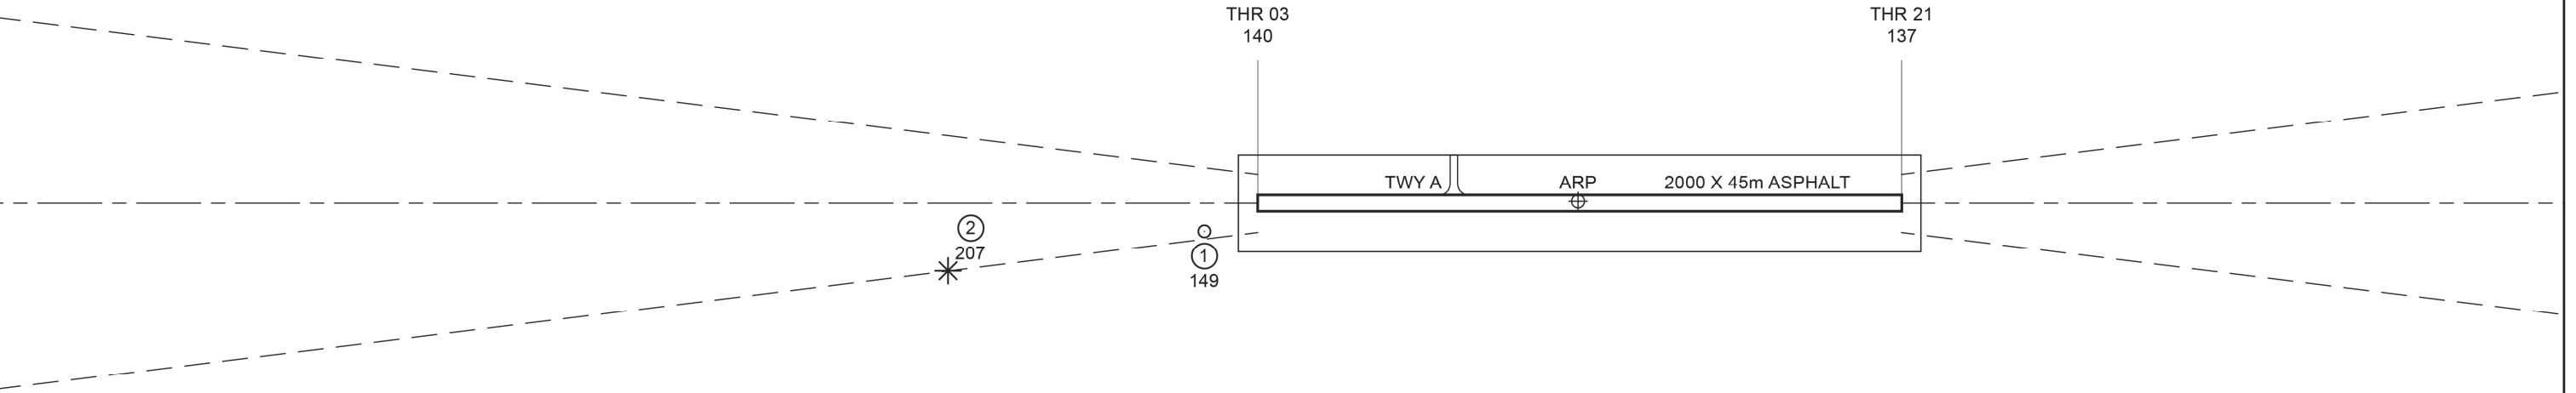 THR 03
140
THR 21
137
TWY A
ARP
2000 X 45m ASPHALT
2
207
1
149